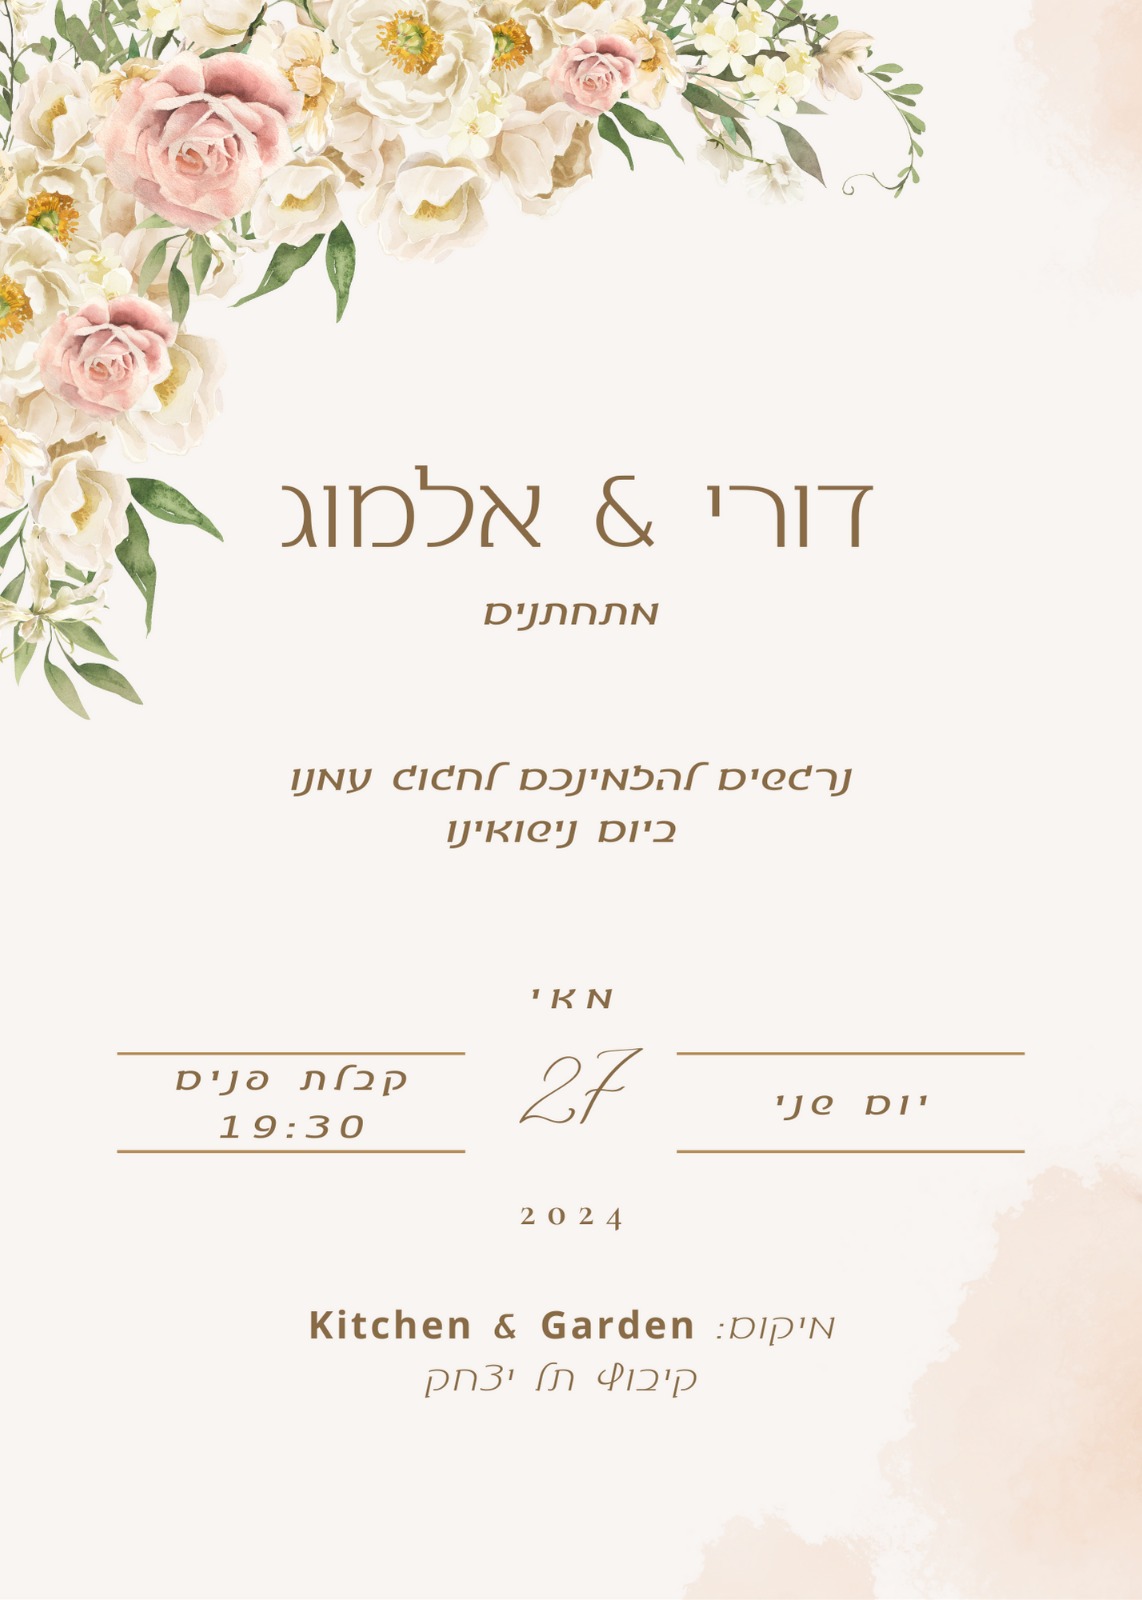 דורי & אלמוג
מתחתנים
נרגשים להזמינכם לחגוג עמנו
ביום נישואינו
מאי
יום שני
27
קבלת פנים
19:30
2024
מיקום: Kitchen & Garden
קיבוץ תל יצחק